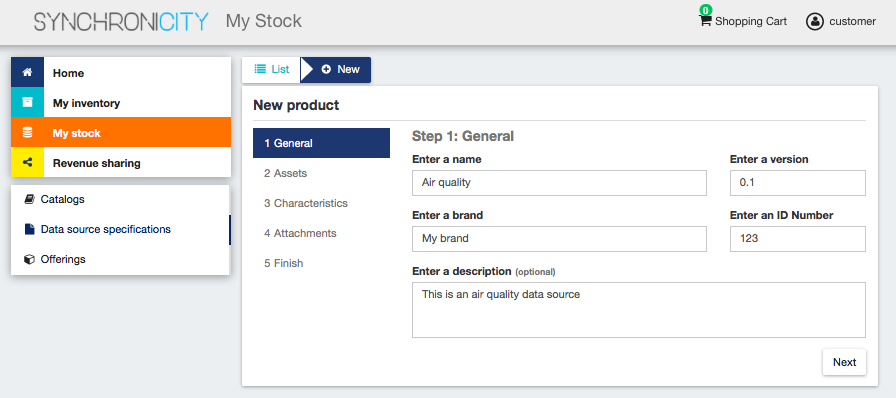 SYNCHRONICITY My Stock
0
Shopping Cart
customer
Home
My inventory
My stock
Revenue sharing
Catalogs
Data source specifications
Offerings
List
New
New product
1 General
2 Assets
3 Characteristics
4 Attachments
5 Finish
Step 1: General
Enter a name
Enter a version
Air quality
0.1
Enter a brand
Enter an ID Number
My brand
123
Enter a description (optional)
This is an air quality data source
Next